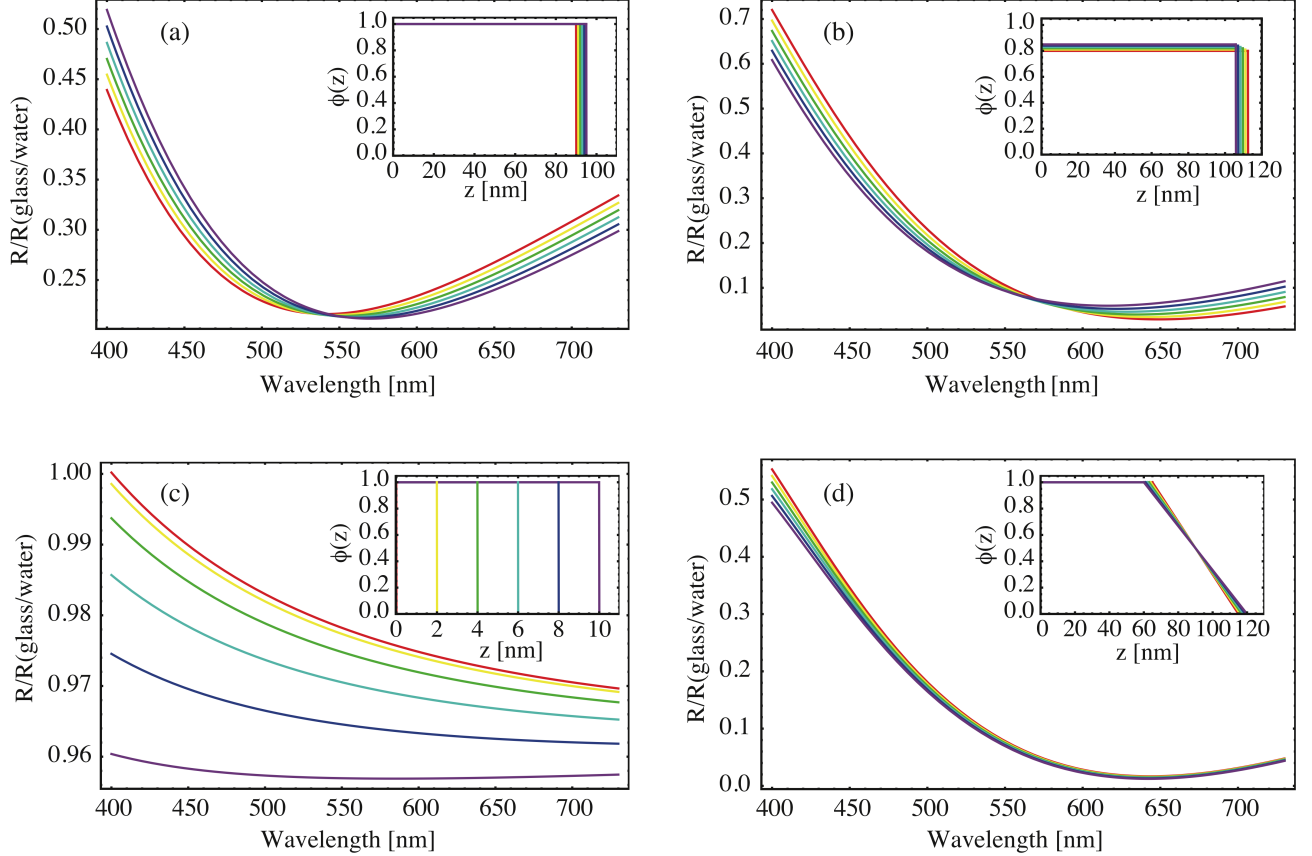 (a)
R/R(glass/water)
0.50
0.45
0.40
0.35
0.30
0.25
400 450 500 550 600 650 700
Wavelength [nm]
ϕ(z)
1.0
0.8
0.6
0.4
0.2
0.0
0 20 40 60 80 100
z [nm]
(b)
R/R(glass/water)
0.7
0.6
0.5
0.4
0.3
0.2
0.1
400 450 500 550 600 650 700
Wavelength [nm]
ϕ(z)
1.0
0.8
0.6
0.4
0.2
0.0
0 20 40 60 80 100 120
z [nm]
(c)
R/R(glass/water)
1.00
0.99
0.98
0.97
0.96
400 450 500 550 600 650 700
Wavelength [nm]
ϕ(z)
1.0
0.8
0.6
0.4
0.2
0.0
0 2 4 6 8 10
z [nm]
(d)
R/R(glass/water)
0.5
0.4
0.3
0.2
0.1
0.0
400 450 500 550 600 650 700
Wavelength [nm]
ϕ(z)
1.0
0.8
0.6
0.4
0.2
0.0
0 20 40 60 80 100 120
z [nm]